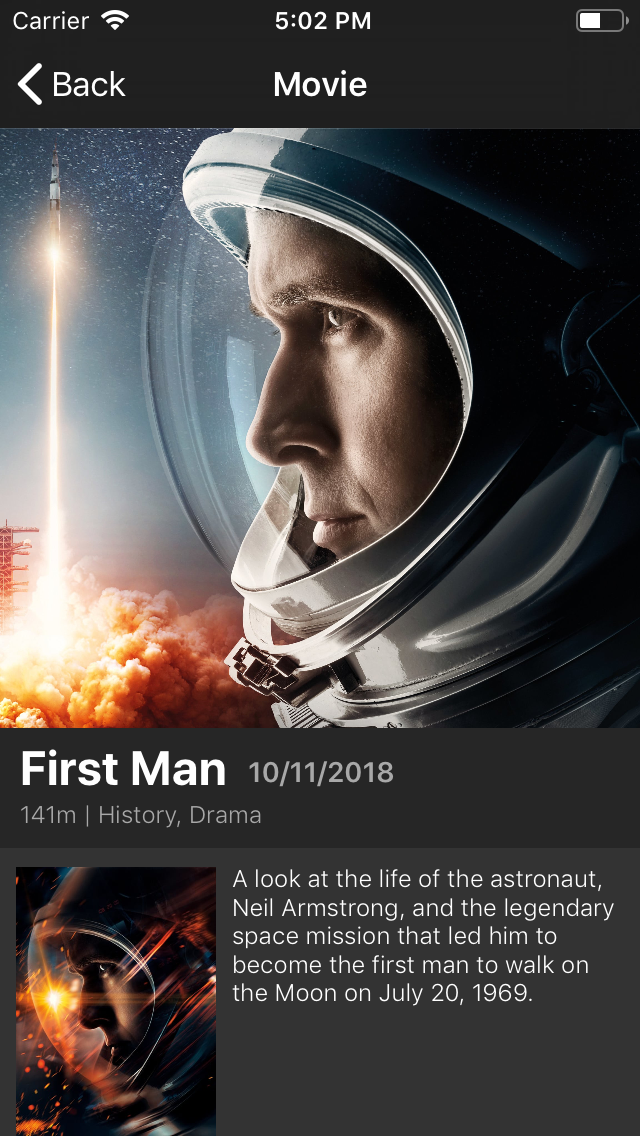 Carrier 5:02 PM
Back Movie
First Man 10/11/2018
141m | History, Drama
A look at the life of the astronaut,
Neil Armstrong, and the legendary
space mission that led him to
become the first man to walk on
the Moon on July 20, 1969.